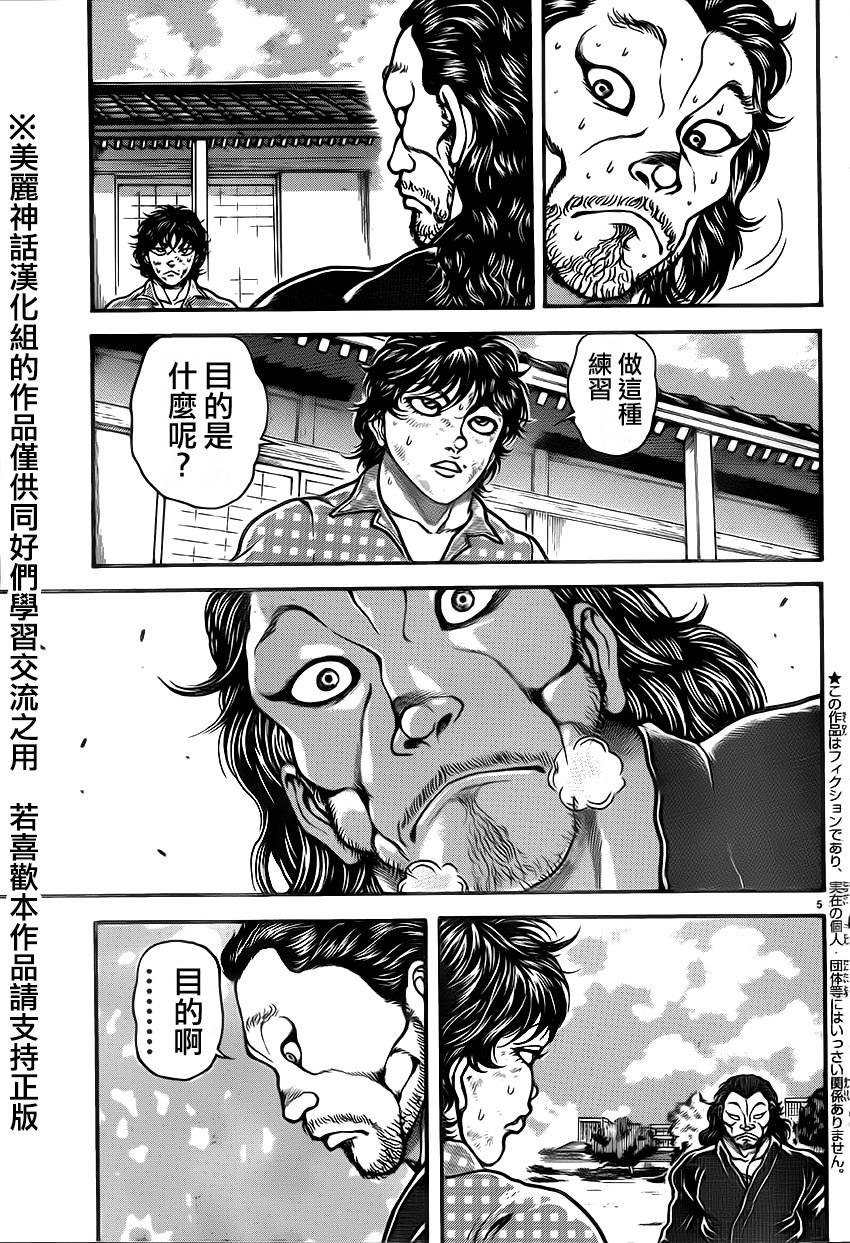 做這種
練習
目的是
什麼呢？
目的啊
………
5
※美麗神話漢化組的作品僅供同好們學習交流之用 若喜歡本作品請支持正版
★この作品はフィクションであり、実在の個人・団体等にはいっさい関係ありません。